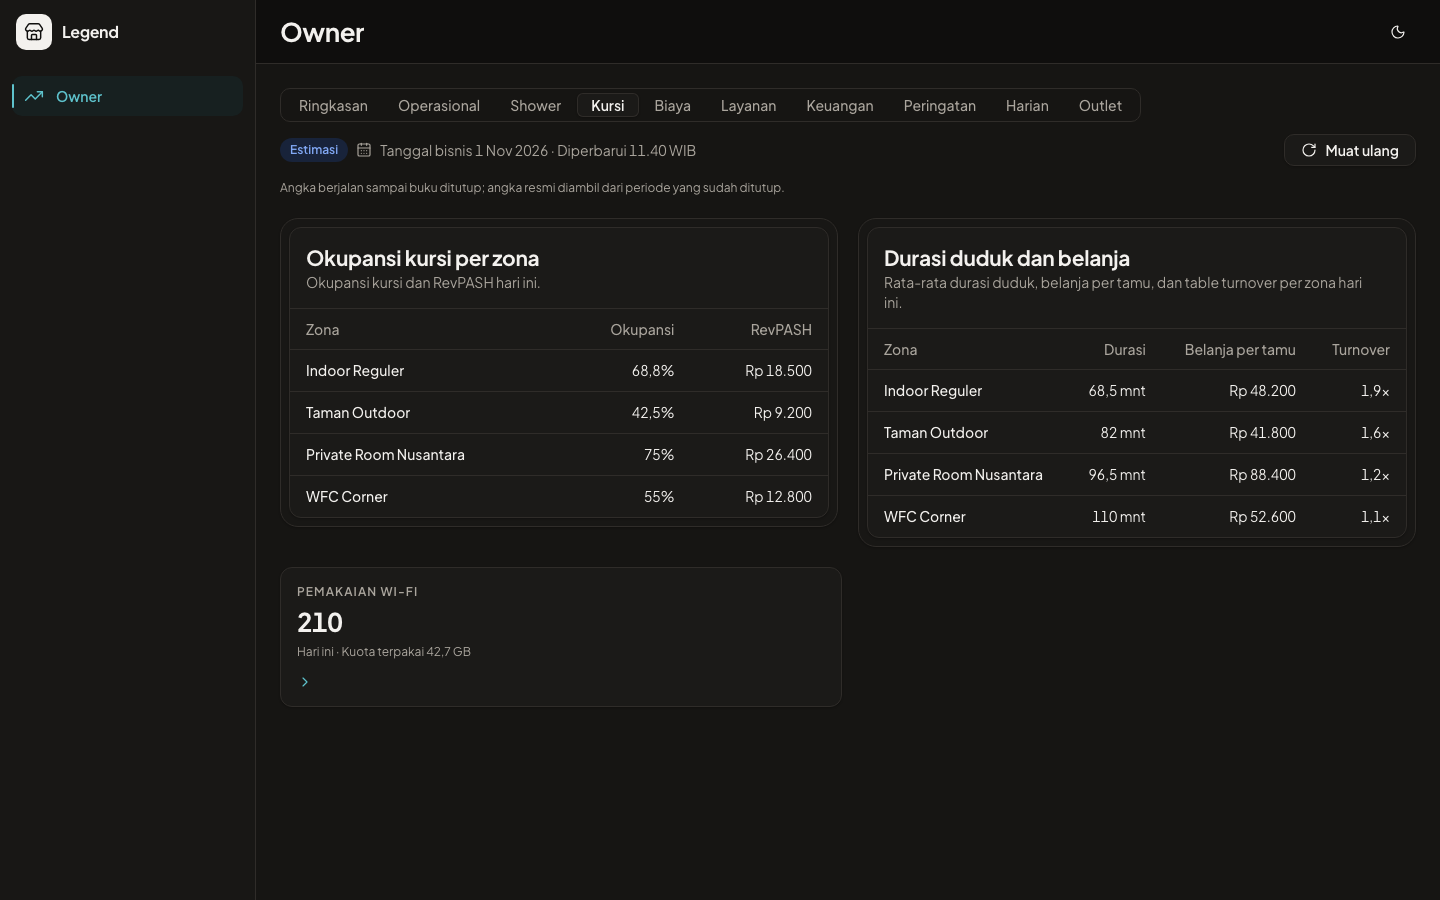 Legend
Owner
Owner
Ringkasan Operasional Shower Kursi Biaya Layanan Keuangan Peringatan Harian Outlet
Estimasi Tanggal bisnis 1 Nov 2026 · Diperbarui 11.40 WIB Muat ulang
Angka berjalan sampai buku ditutup; angka resmi diambil dari periode yang sudah ditutup.
Okupansi kursi per zona
Okupansi kursi dan RevPASH hari ini.
Zona Okupansi RevPASH
Indoor Reguler 68,8% Rp 18.500
Taman Outdoor 42,5% Rp 9.200
Private Room Nusantara 75% Rp 26.400
WFC Corner 55% Rp 12.800
Durasi duduk dan belanja
Rata-rata durasi duduk, belanja per tamu, dan table turnover per zona hari
ini.
Zona Durasi Belanja per tamu Turnover
Indoor Reguler 68,5 mnt Rp 48.200 1,9×
Taman Outdoor 82 mnt Rp 41.800 1,6×
Private Room Nusantara 96,5 mnt Rp 88.400 1,2×
WFC Corner 110 mnt Rp 52.600 1,1×
PEMAKAIAN WI-FI
210
Hari ini · Kuota terpakai 42,7 GB